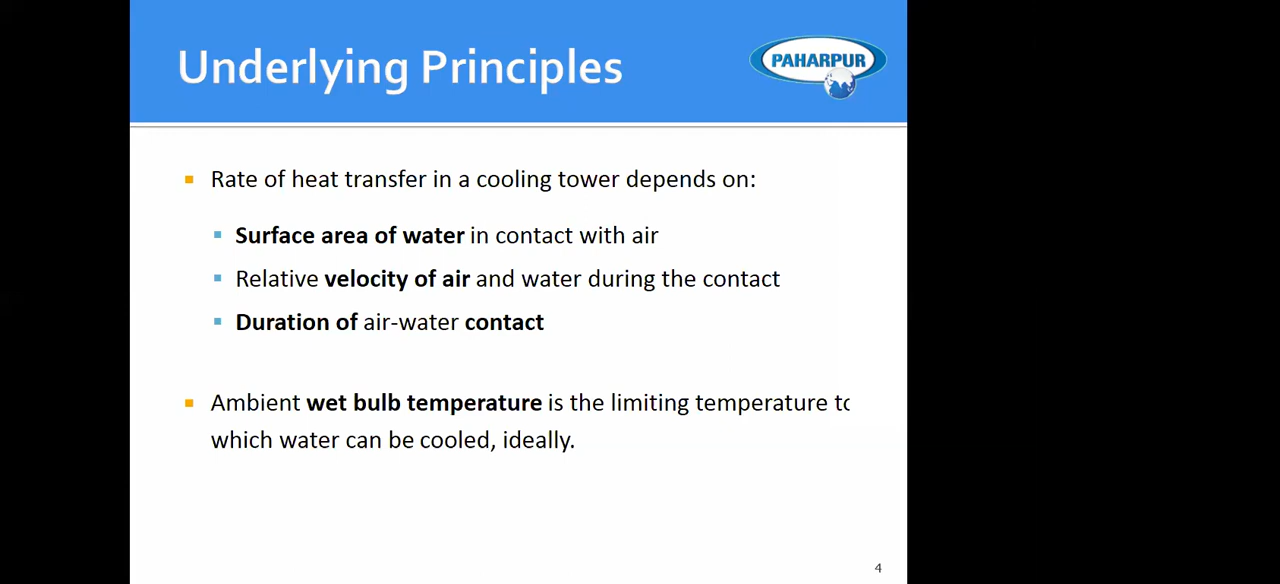 Underlying Principles
PAHARPUR
Rate of heat transfer in a cooling tower depends on:
Surface area of water in contact with air
Relative velocity of air and water during the contact
Duration of air-water contact
Ambient wet bulb temperature is the limiting temperature to
which water can be cooled, ideally.
4